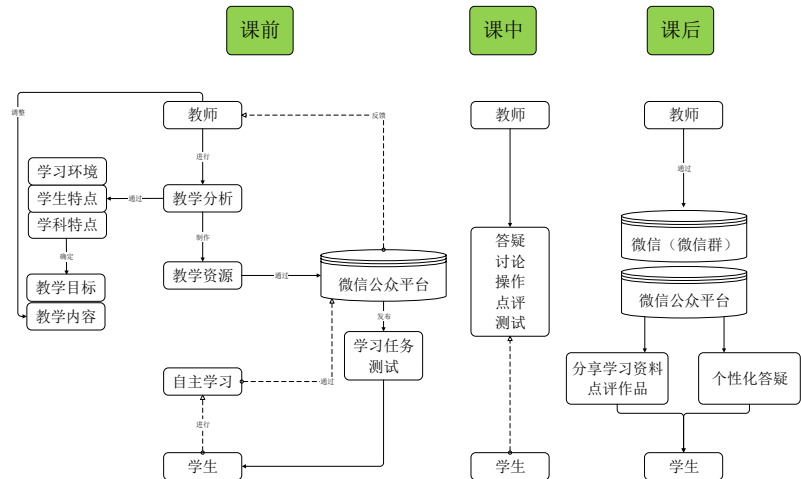 课前
课中
课后
调整
教师
反馈
教师
教师
进行
通过
学习环境
学生特点
学科特点
通过
教学分析
制作
确定
教学目标
教学内容
教学资源
通过
微信公众平台
发布
学习任务
测试
自主学习
通过
进行
学生
答疑
讨论
操作
点评
测试
学生
微信（微信群）
微信公众平台
分享学习资料
点评作品
个性化答疑
学生